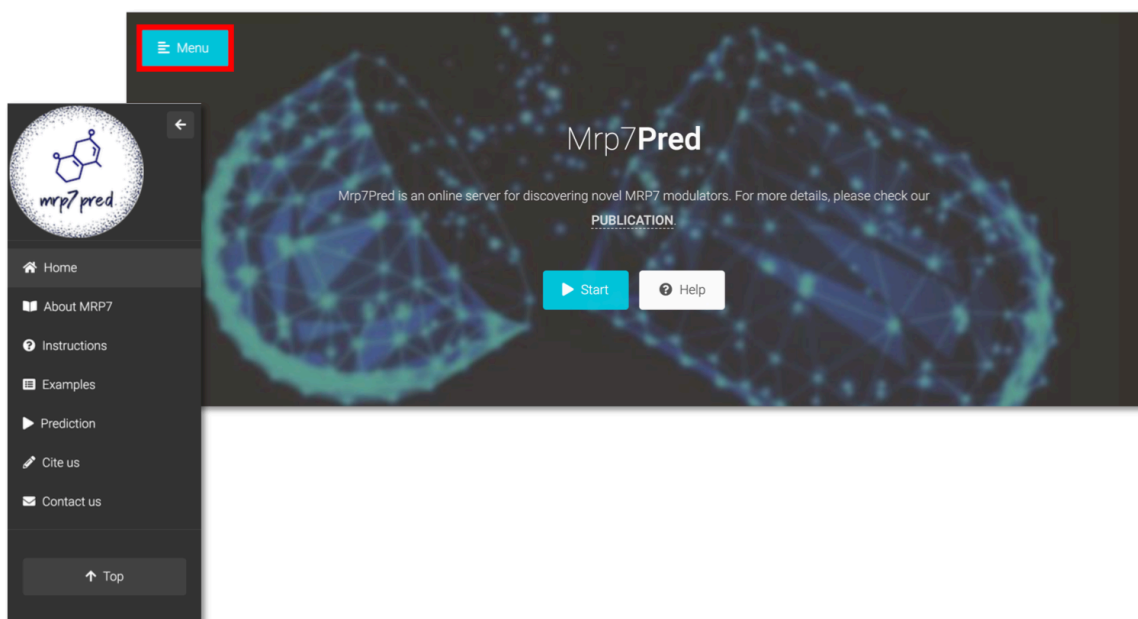 Menu
mrp7 pred
Home
About MRP7
Instructions
Examples
Prediction
Cite us
Contact us
Top
Mrp7Pred
Mrp7Pred is an online server for discovering novel MRP7 modulators. For more details, please check our
PUBLICATION.
Start
Help